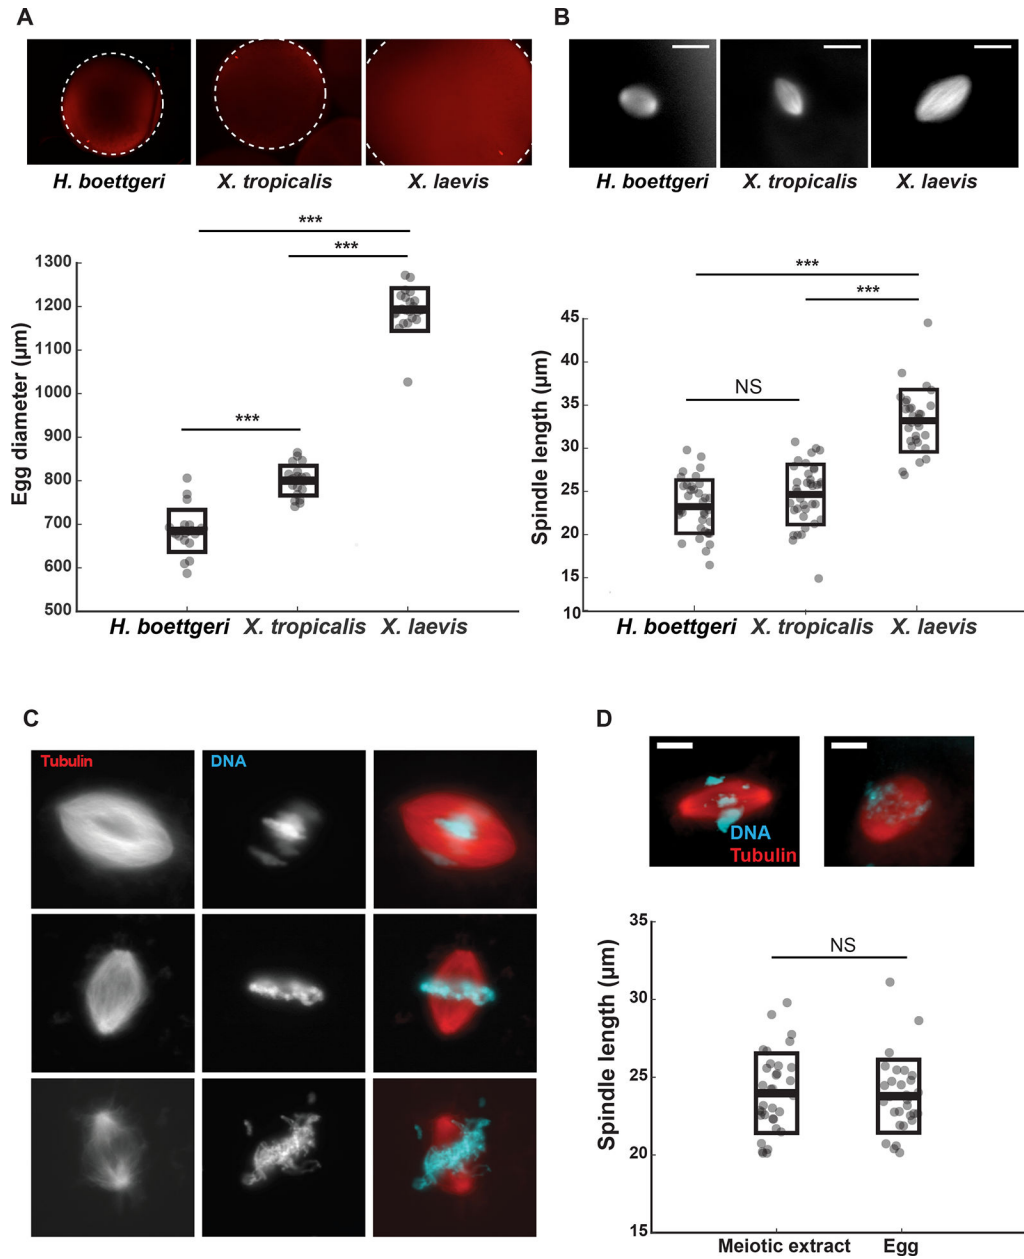 A
H. boettgeri
X. tropicalis
X. laevis
***
***
***
Egg diameter (µm)
1300
1200
1100
1000
900
800
700
600
500
H. boettgeri
X. tropicalis
X. laevis
B
H. boettgeri
X. tropicalis
X. laevis
***
***
NS
Spindle length (µm)
45
40
35
30
25
20
15
10
H. boettgeri
X. tropicalis
X. laevis
C
Tubulin
DNA
D
DNA
Tubulin
NS
Spindle length (µm)
35
30
25
20
15
Meiotic extract
Egg